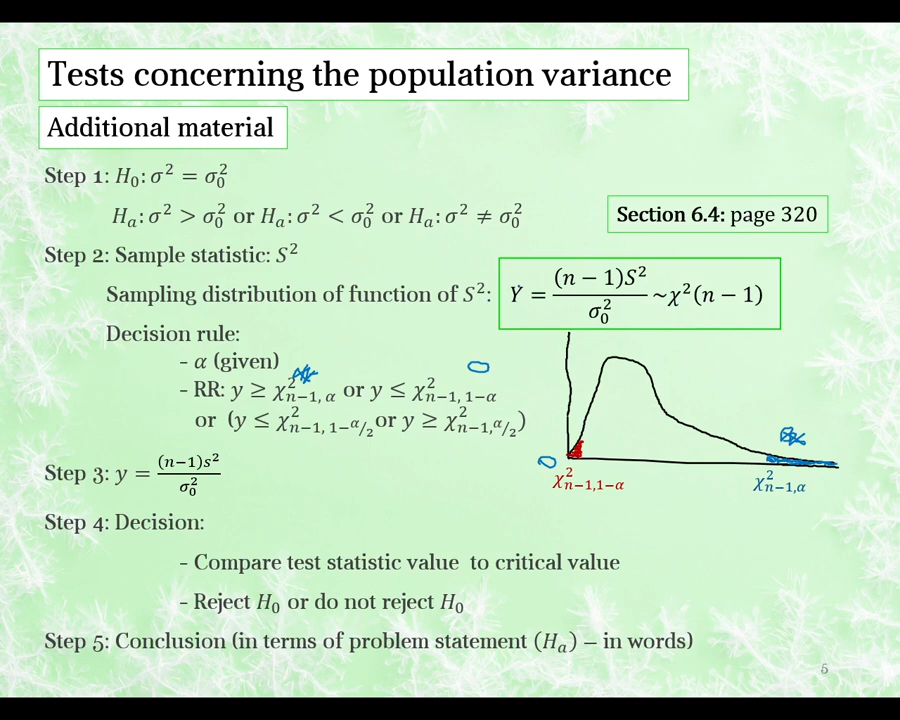 Tests concerning the population variance
Additional material
Step 1: H₀: σ² = σ₀²
Hₐ: σ² > σ₀² or Hₐ: σ² < σ₀² or Hₐ: σ² ≠ σ₀²
Section 6.4: page 320
Step 2: Sample statistic: S²
Sampling distribution of function of S²: Y = (n − 1)S² / σ₀² ~χ²(n − 1)
Decision rule:
- α (given)
- RR: y ≥ χ²ₙ₋₁, α or y ≤ χ²ₙ₋₁, 1−α
or (y ≤ χ²ₙ₋₁, 1−α/2 or y ≥ χ²ₙ₋₁, α/2)
Step 3: y = (n−1)s² / σ₀²
χ²ₙ₋₁,1−α
χ²ₙ₋₁,α
Step 4: Decision:
- Compare test statistic value to critical value
- Reject H₀ or do not reject H₀
Step 5: Conclusion (in terms of problem statement (Hₐ) – in words)
5